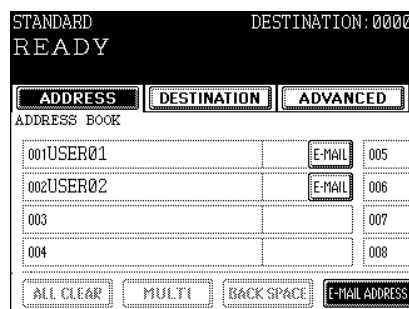 STANDARD DESTINATION:0000
READY
ADDRESS DESTINATION ADVANCED
ADDRESS BOOK
001USER01 E-MAIL 005
002USER02 E-MAIL 006
003 007
004 008
ALL CLEAR MULTI BACK SPACE E-MAIL ADDRESS